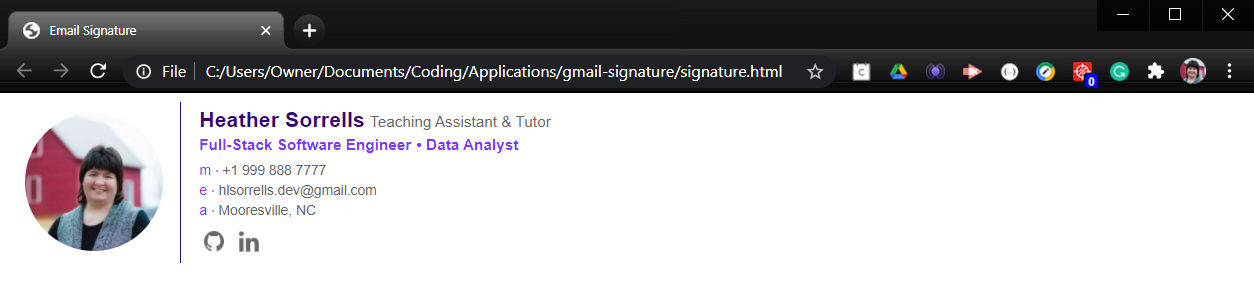 Email Signature
File C:/Users/Owner/Documents/Coding/Applications/gmail-signature/signature.html
C
0
Heather Sorrells Teaching Assistant & Tutor
Full-Stack Software Engineer • Data Analyst
m · +1 999 888 7777
e · hlsorrells.dev@gmail.com
a · Mooresville, NC
in